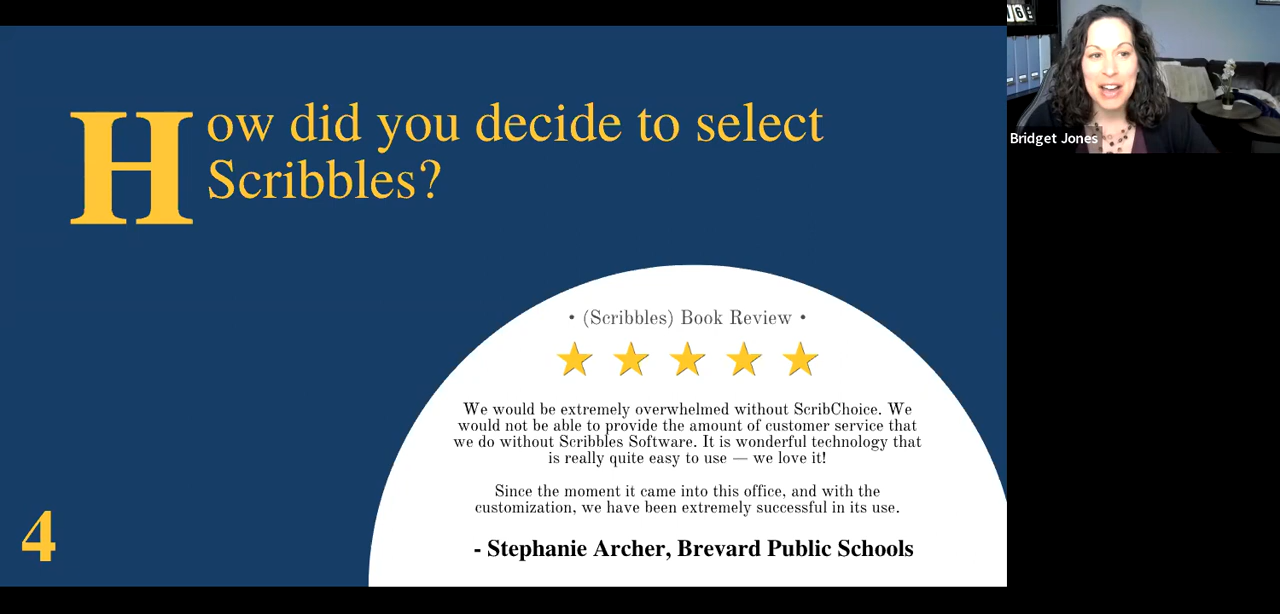 How did you decide to select
Scribbles?
• (Scribbles) Book Review •
We would be extremely overwhelmed without ScribChoice. We
would not be able to provide the amount of customer service that
we do without Scribbles Software. It is wonderful technology that
is really quite easy to use — we love it!
Since the moment it came into this office, and with the
customization, we have been extremely successful in its use.
- Stephanie Archer, Brevard Public Schools
4
16
Bridget Jones